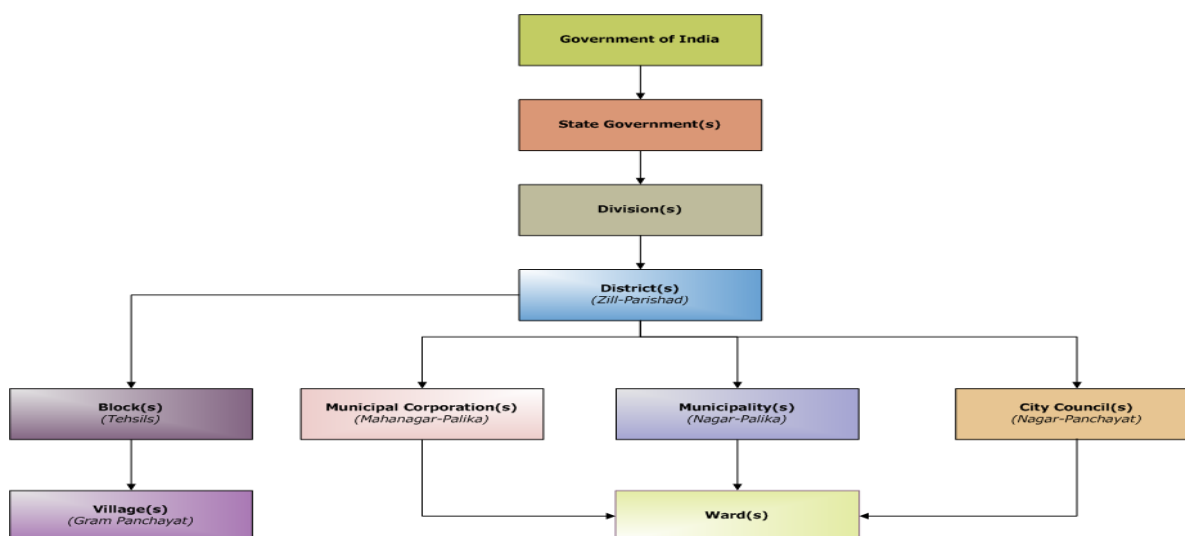 Government of India
State Government(s)
Division(s)
District(s)
(Zill-Parishad)
Block(s)
(Tehsils)
Municipal Corporation(s)
(Mahanagar-Palika)
Municipality(s)
(Nagar-Palika)
City Council(s)
(Nagar-Panchayat)
Village(s)
(Gram Panchayat)
Ward(s)